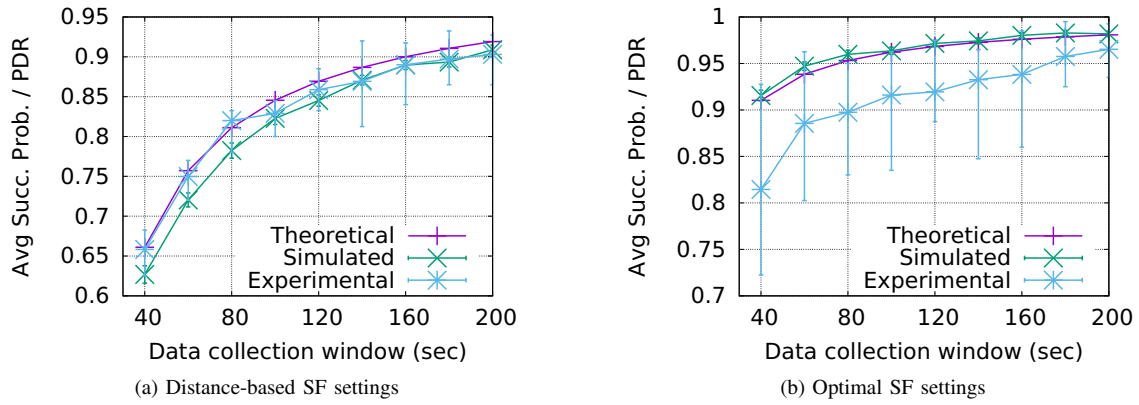 Avg Succ. Prob. / PDR
0.95
0.9
0.85
0.8
0.75
0.7
0.65
0.6
Theoretical
Simulated
Experimental
40 80 120 160 200
Data collection window (sec)
(a) Distance-based SF settings
Avg Succ. Prob. / PDR
1
0.95
0.9
0.85
0.8
0.75
0.7
Theoretical
Simulated
Experimental
40 80 120 160 200
Data collection window (sec)
(b) Optimal SF settings